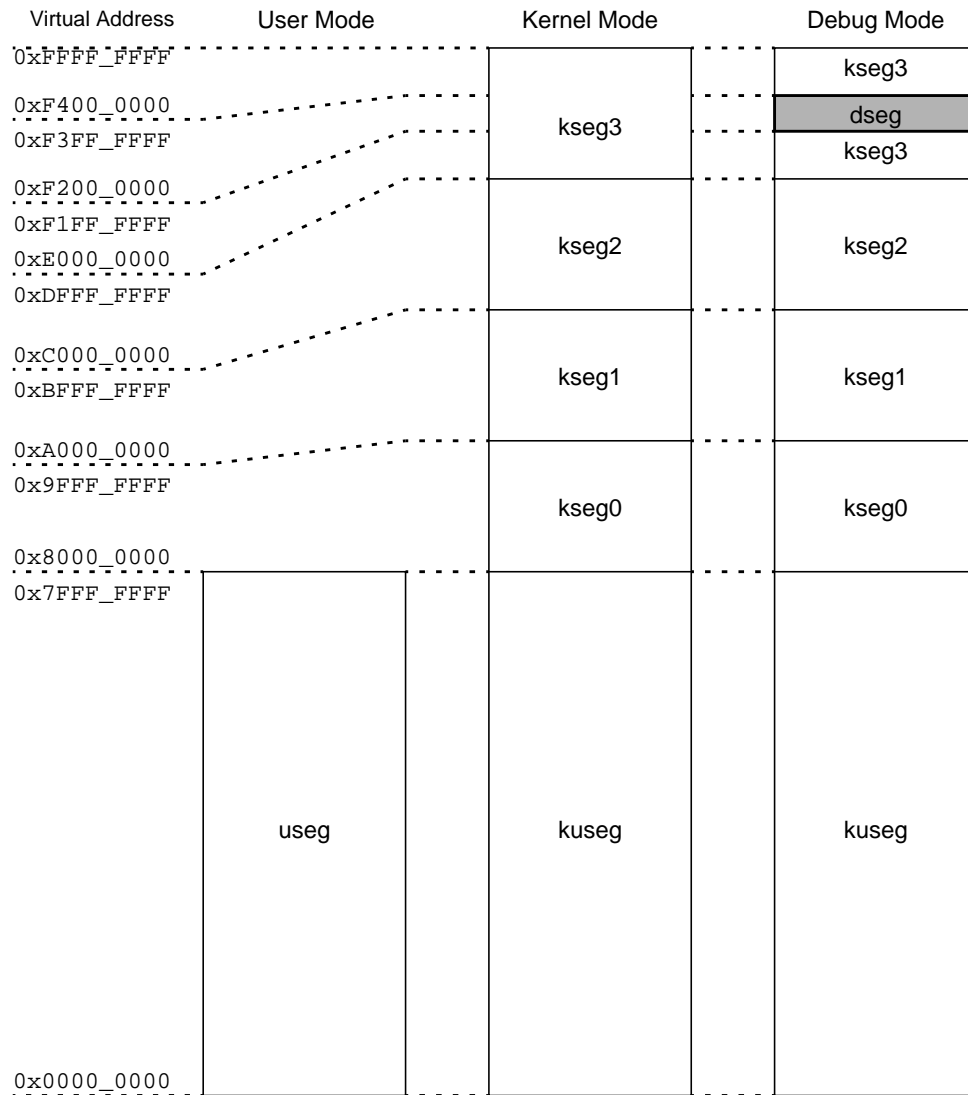 Virtual Address User Mode Kernel Mode Debug Mode
0xFFFF_FFFF
kseg3
0xF400_0000
dseg
kseg3
0xF3FF_FFFF
kseg3
0xF200_0000
0xF1FF_FFFF
kseg2 kseg2
0xE000_0000
0xDFFF_FFFF
0xC000_0000
kseg1 kseg1
0xBFFF_FFFF
0xA000_0000
0x9FFF_FFFF
kseg0 kseg0
0x8000_0000
0x7FFF_FFFF
useg kuseg kuseg
0x0000_0000